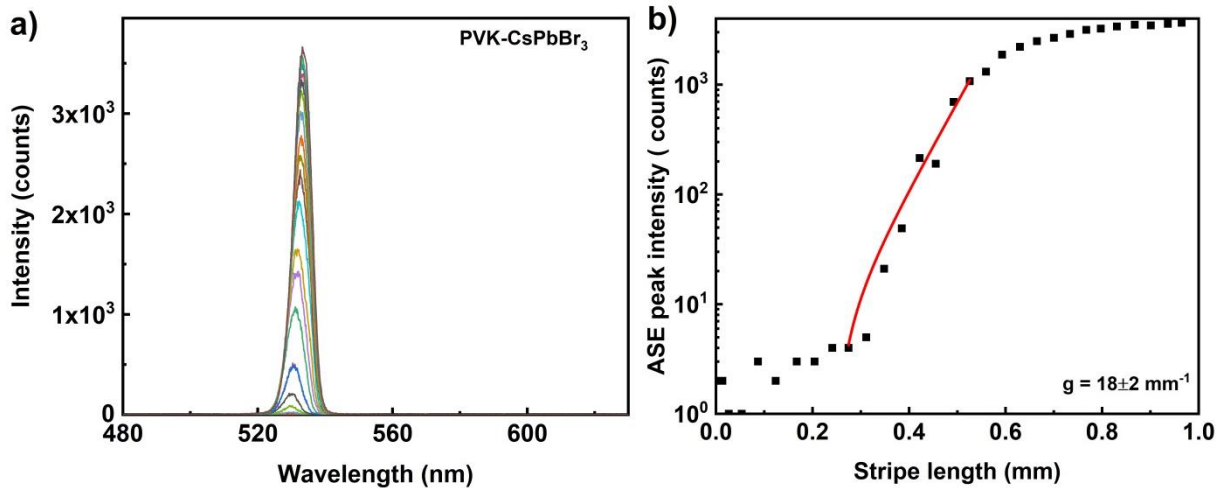 a)
PVK-CsPbBr₃
Intensity (counts)
3x10³
2x10³
1x10³
0
480 520 560 600
Wavelength (nm)
b)
ASE peak intensity ( counts)
10³
10²
10¹
10⁰
g = 18±2 mm⁻¹
0.0 0.2 0.4 0.6 0.8 1.0
Stripe length (mm)